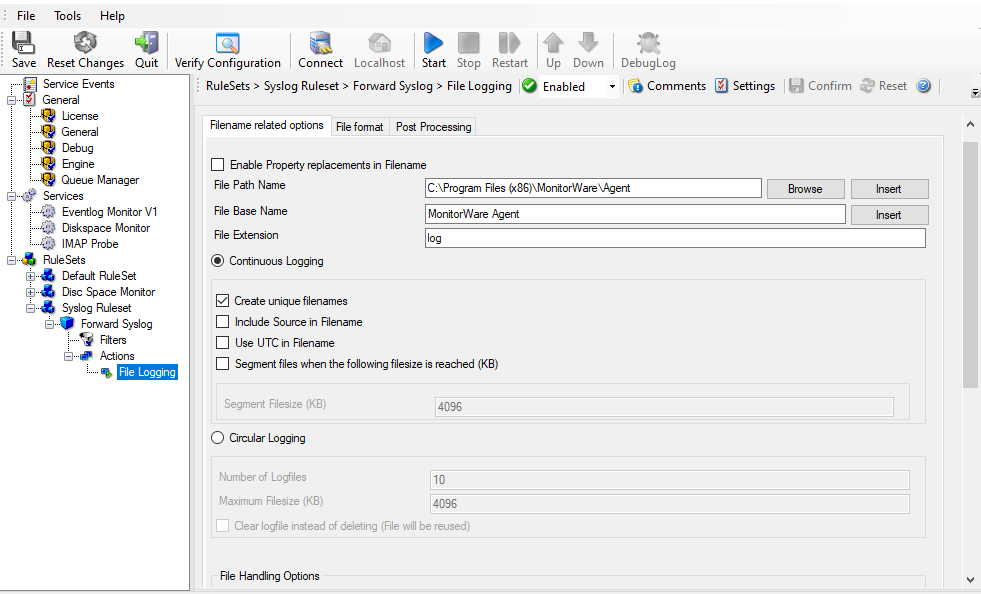 File Tools Help
Save Reset Changes Quit Verify Configuration Connect Localhost Start Stop Restart Up Down DebugLog
Service Events
General
License
General
Debug
Engine
Queue Manager
Services
Eventlog Monitor V1
Diskspace Monitor
IMAP Probe
RuleSets
Default RuleSet
Disc Space Monitor
Syslog Ruleset
Forward Syslog
Filters
Actions
File Logging
RuleSets > Syslog Ruleset > Forward Syslog > File Logging Enabled Comments Settings Confirm Reset
Filename related options File format Post Processing
Enable Property replacements in Filename
File Path Name C:\Program Files (x86)\MonitorWare\Agent Browse Insert
File Base Name MonitorWare Agent Insert
File Extension log
Continuous Logging
Create unique filenames
Include Source in Filename
Use UTC in Filename
Segment files when the following filesize is reached (KB)
Segment Filesize (KB) 4096
Circular Logging
Number of Logfiles 10
Maximum Filesize (KB) 4096
Clear logfile instead of deleting (File will be reused)
File Handling Options